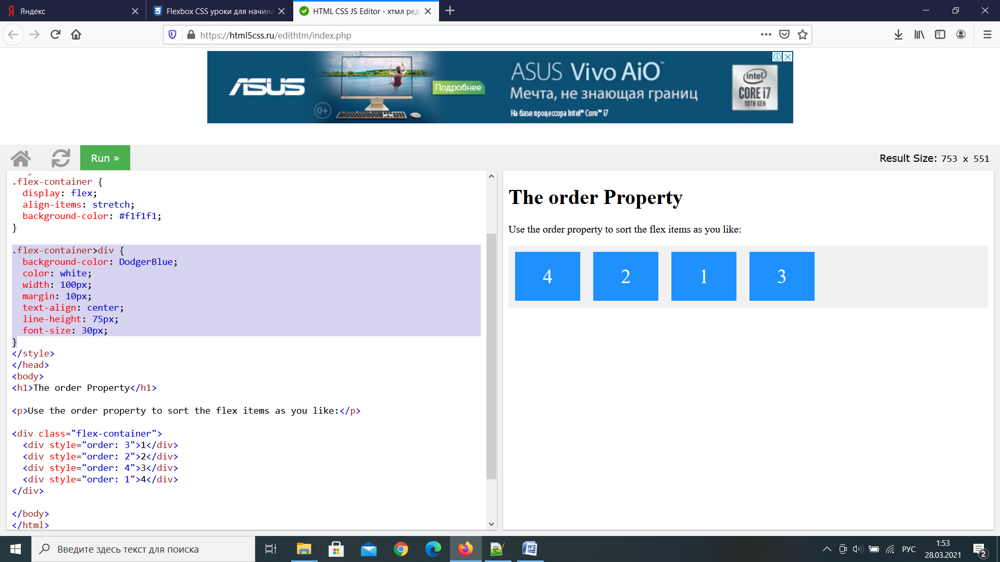 Яндекс
Flexbox CSS уроки для начина
HTML CSS JS Editor - хтмл ред
https://html5css.ru/edithtm/index.php
ASUS
0+
Подробнее
ASUS Vivo AiO™
Мечта, не знающая границ
На базе процессора Intel® Core™ i7
intel
CORE i7
10TH GEN
Run »
Result Size: 753 x 551
.flex-container {
  display: flex;
  align-items: stretch;
  background-color: #f1f1f1;
}
.flex-container>div {
  background-color: DodgerBlue;
  color: white;
  width: 100px;
  margin: 10px;
  text-align: center;
  line-height: 75px;
  font-size: 30px;
}
</style>
</head>
<body>
<h1>The order Property</h1>
<p>Use the order property to sort the flex items as you like:</p>
<div class="flex-container">
  <div style="order: 3">1</div>
  <div style="order: 2">2</div>
  <div style="order: 4">3</div>
  <div style="order: 1">4</div>
</div>
</body>
</html>
The order Property
Use the order property to sort the flex items as you like:
4 2 1 3
Введите здесь текст для поиска
РУС
1:53
28.03.2021
2